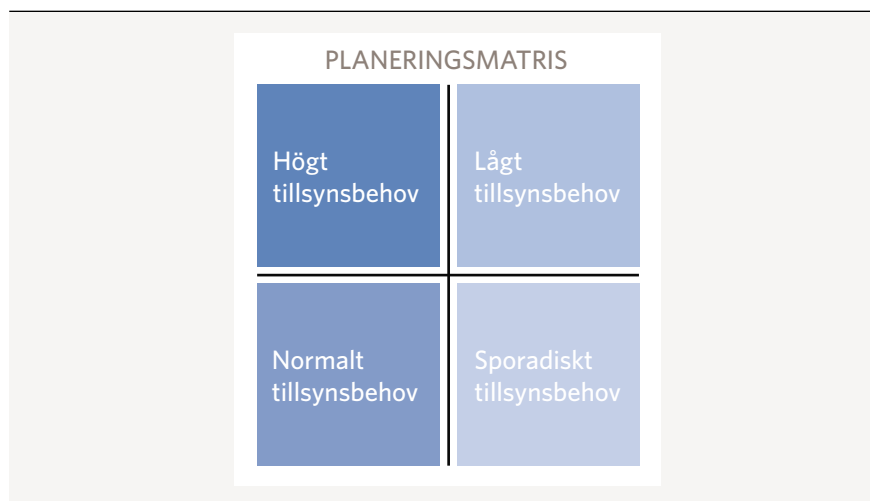 PLANERINGSMATRIS
Högt
tillsynsbehov
Lågt
tillsynsbehov
Normalt
tillsynsbehov
Sporadiskt
tillsynsbehov